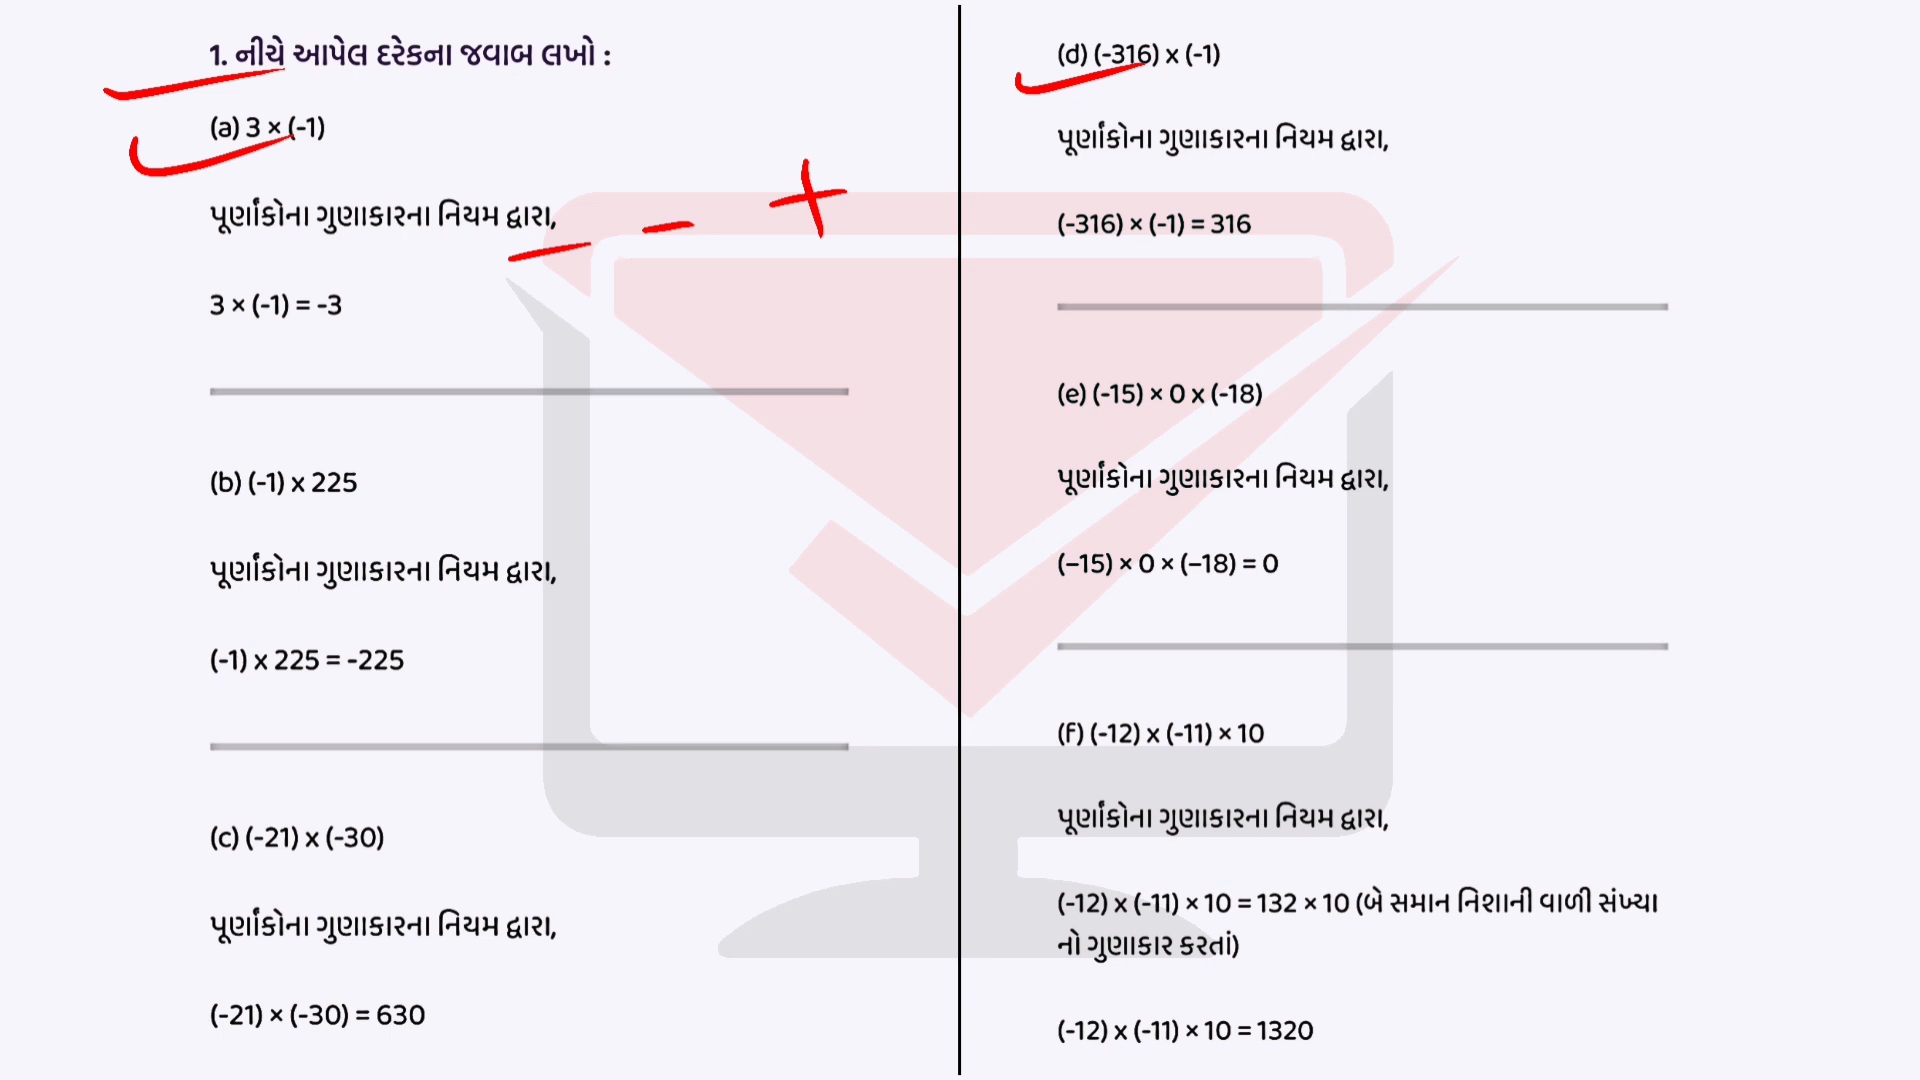 1. નીચે આપેલ દરેકના જવાબ લખો :
(a) 3 × (-1)
પૂર્ણાંકોના ગુણાકારના નિયમ દ્વારા,
3 × (-1) = -3
(b) (-1) x 225
પૂર્ણાંકોના ગુણાકારના નિયમ દ્વારા,
(-1) x 225 = -225
(c) (-21) x (-30)
પૂર્ણાંકોના ગુણાકારના નિયમ દ્વારા,
(-21) × (-30) = 630
(d) (-316) x (-1)
પૂર્ણાંકોના ગુણાકારના નિયમ દ્વારા,
(-316) × (-1) = 316
(e) (-15) × 0 x (-18)
પૂર્ણાંકોના ગુણાકારના નિયમ દ્વારા,
(–15) × 0 × (–18) = 0
(f) (-12) x (-11) × 10
પૂર્ણાંકોના ગુણાકારના નિયમ દ્વારા,
(-12) x (-11) × 10 = 132 × 10 (બે સમાન નિશાની વાળી સંખ્યા
નો ગુણાકાર કરતાં)
(-12) x (-11) × 10 = 1320